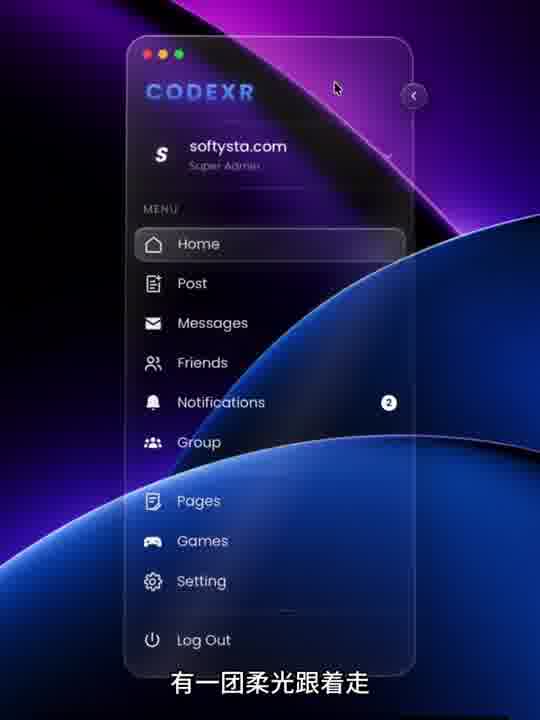 CODEXR
S
softysta.com
Super Admin
MENU
Home
Post
Messages
Friends
Notifications
2
Group
Pages
Games
Setting
Log Out
有一团柔光跟着走